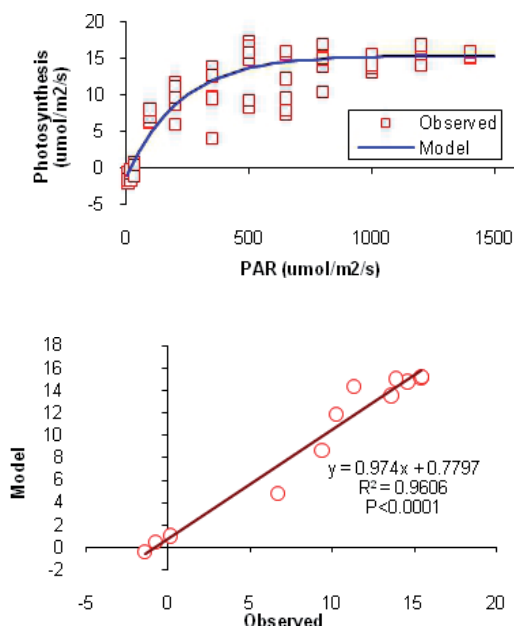 Photosynthesis
(umol/m2/s)
20
15
10
5
0
-5
Observed
Model
0
500
1000
1500
PAR (umol/m2/s)
Model
18
16
14
12
10
8
6
4
2
0
-2
y = 0.974x + 0.7797
R² = 0.9606
P<0.0001
-5
0
5
10
15
20
Observed